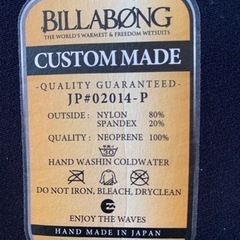 BILLABØNG
THE WORLD'S WARMEST & FREEDOM WETSUITS
CUSTOM MADE
-QUALITY GUARANTEED-
JP#02014-P
OUTSIDE : NYLON 80%
SPANDEX 20%
QUALITY : NEOPRENE 100%
HAND WASHIN COLDWATER
DO NOT IRON, BLEACH, DRYCLEAN
ENJOY THE WAVES
HAND MADE IN JAPAN